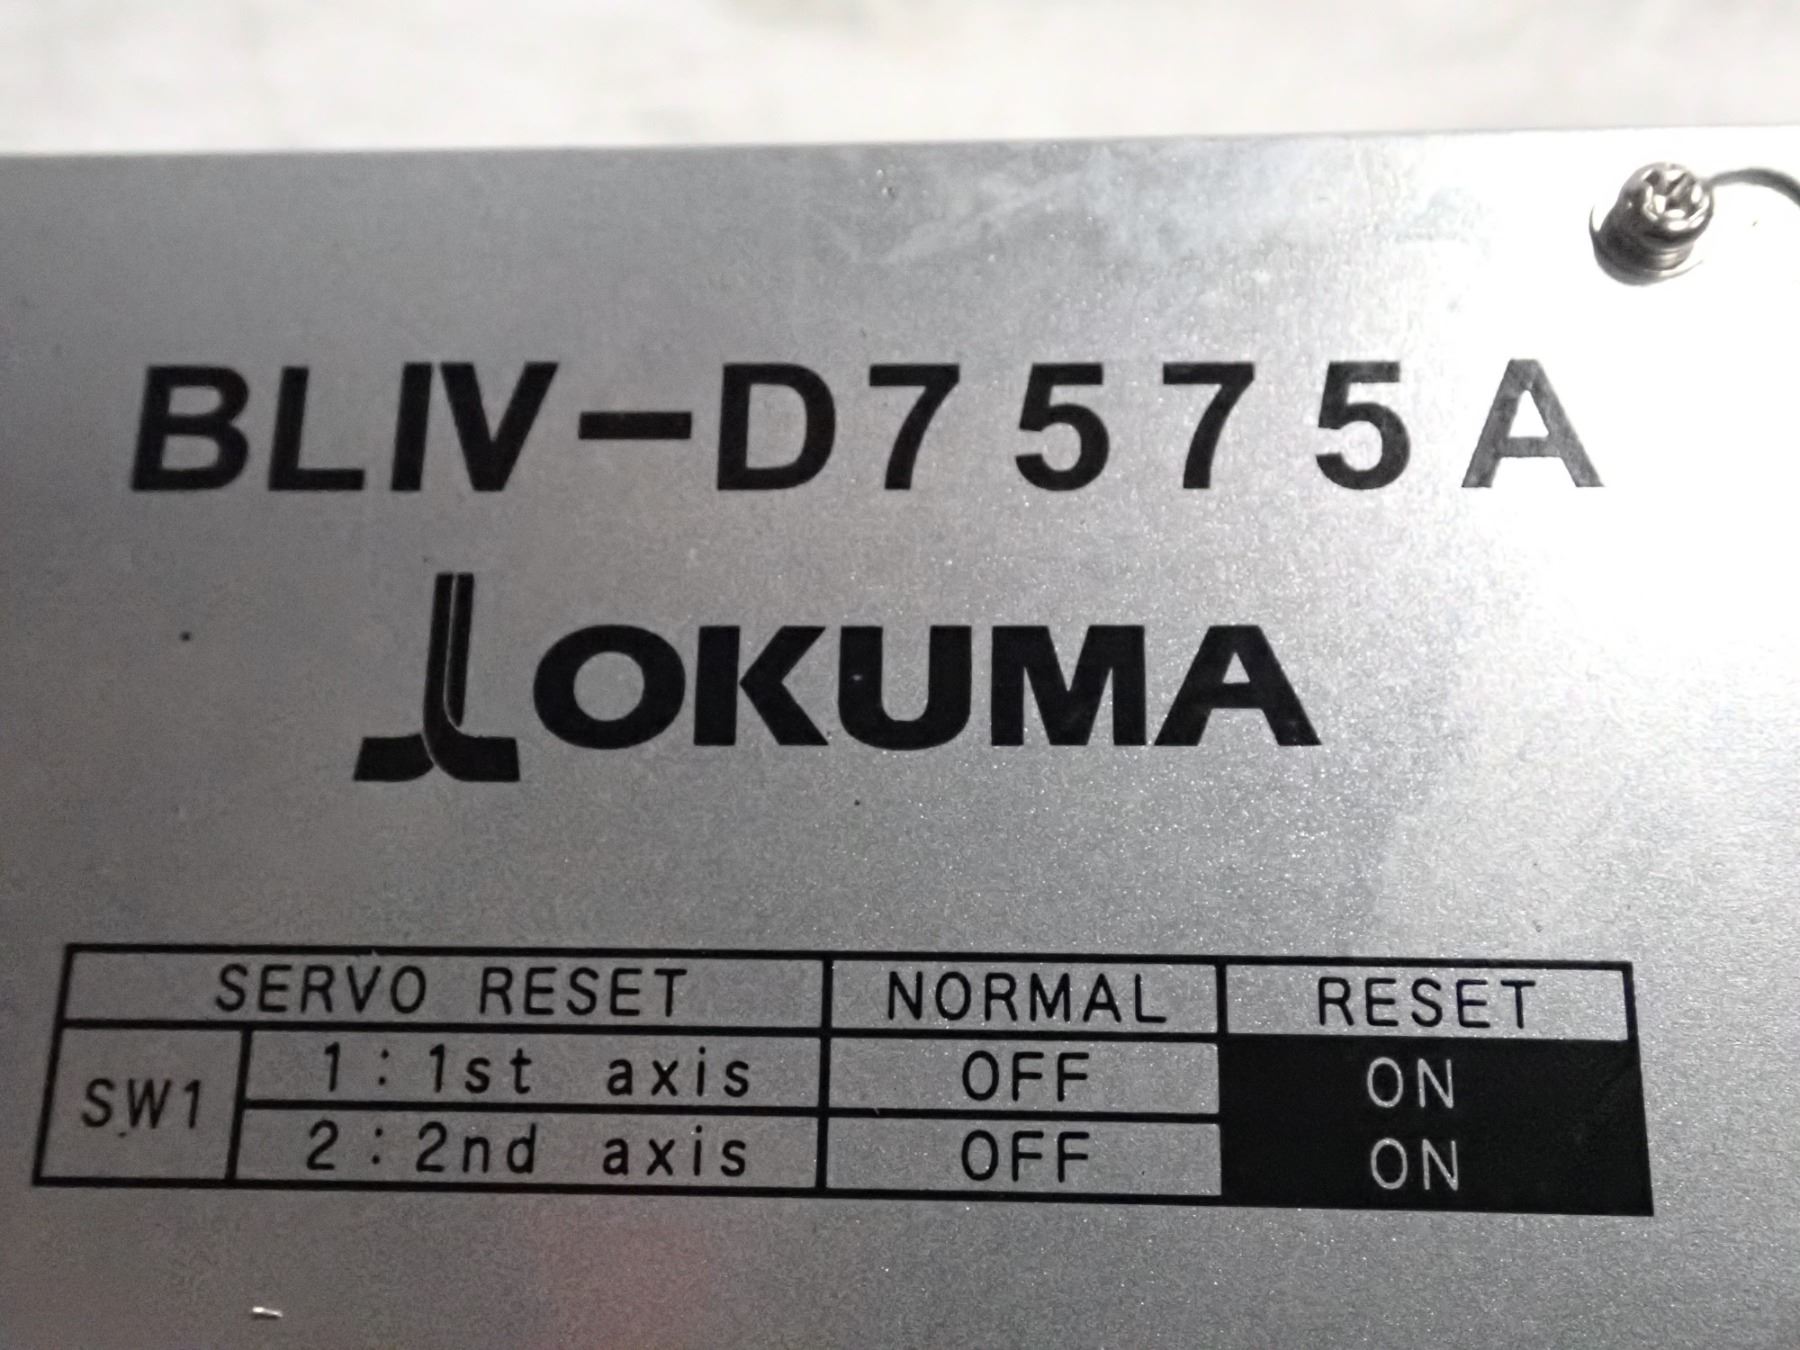 BLIV-D7575A
OKUMA
SERVO RESET NORMAL RESET
SW1 1:1st axis OFF ON
2:2nd axis OFF ON